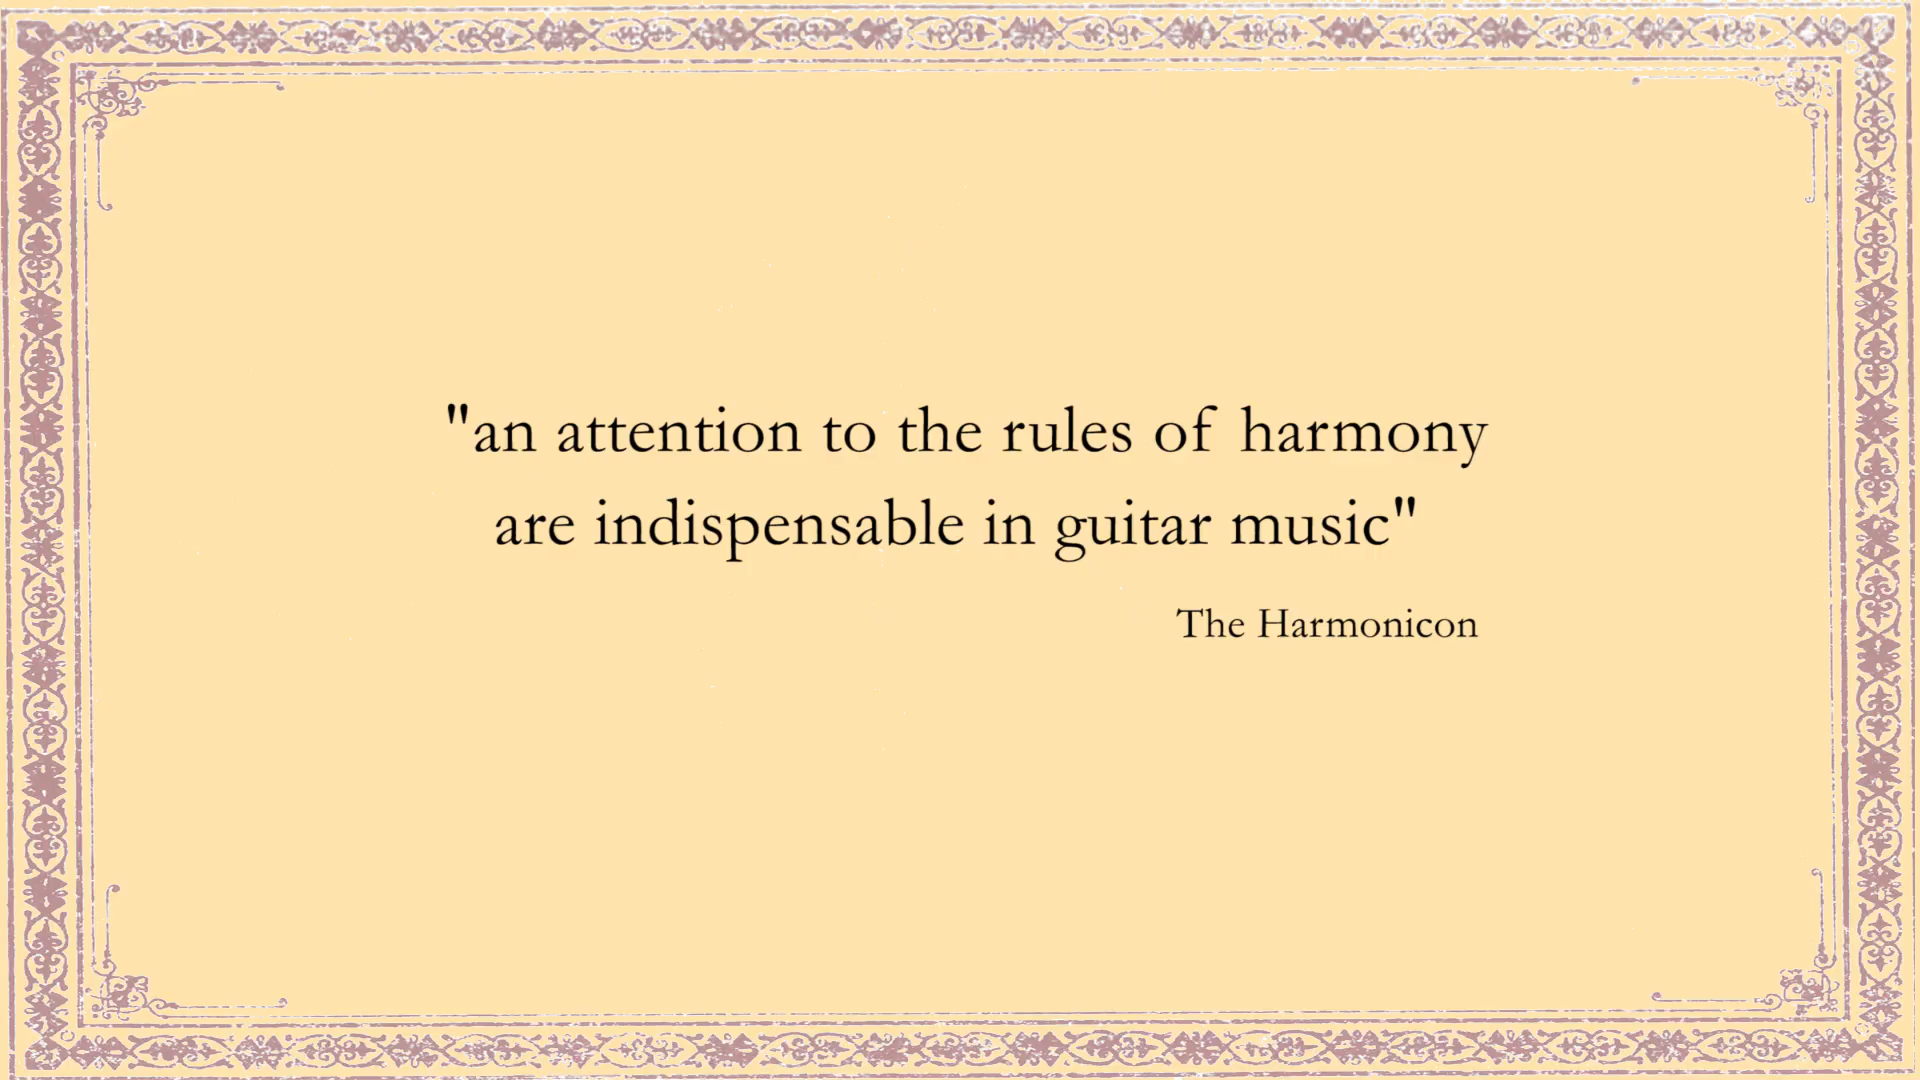 "an attention to the rules of harmony
are indispensable in guitar music"
The Harmonicon